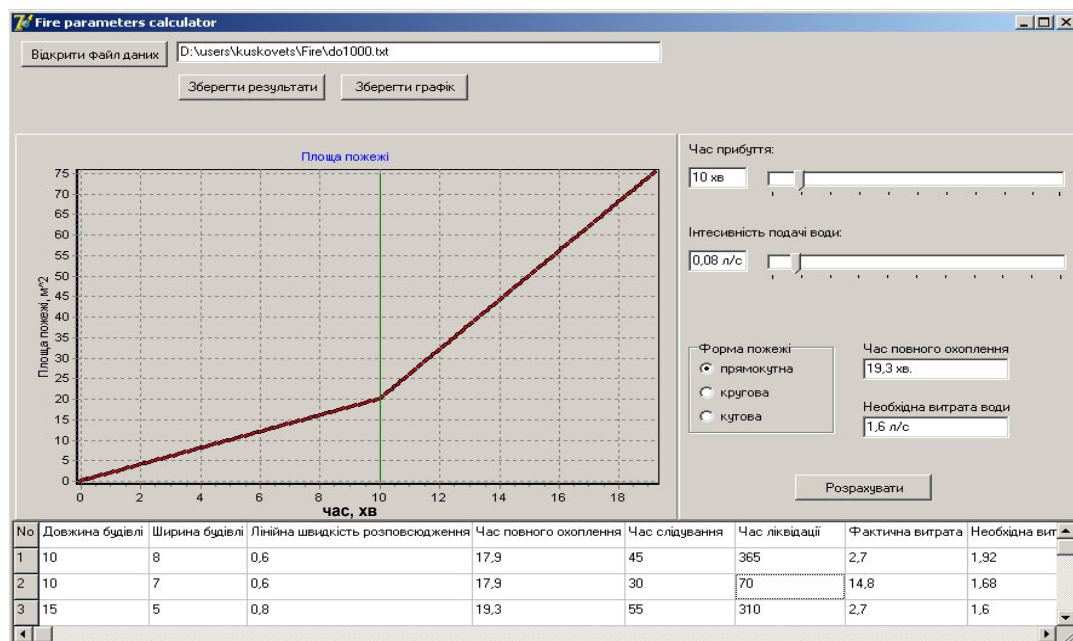 Fire parameters calculator
Відкрити файл даних D:\users\kuskovets\Fire\do1000.txt
Зберегти результати Зберегти графік
Площа пожежі
Площа пожежі, м^2
75
70
65
60
55
50
45
40
35
30
25
20
15
10
5
0
0 2 4 6 8 10 12 14 16 18
час, хв
Час прибуття:
10 хв
Інтесивність подачі води:
0,08 л/с
Форма пожежі
прямокутна
кругова
кутова
Час повного охоплення
19,3 хв.
Необхідна витрата води
1,6 л/с
Розрахувати
No Довжина будівлі Ширина будівлі Лінійна швидкість розповсюдження Час повного охоплення Час слідування Час ліквідації Фактична витрата Необхідна вит
1 10 8 0,6 17,9 45 365 2,7 1,92
2 10 7 0,6 17,9 30 70 14,8 1,68
3 15 5 0,8 19,3 55 310 2,7 1,6